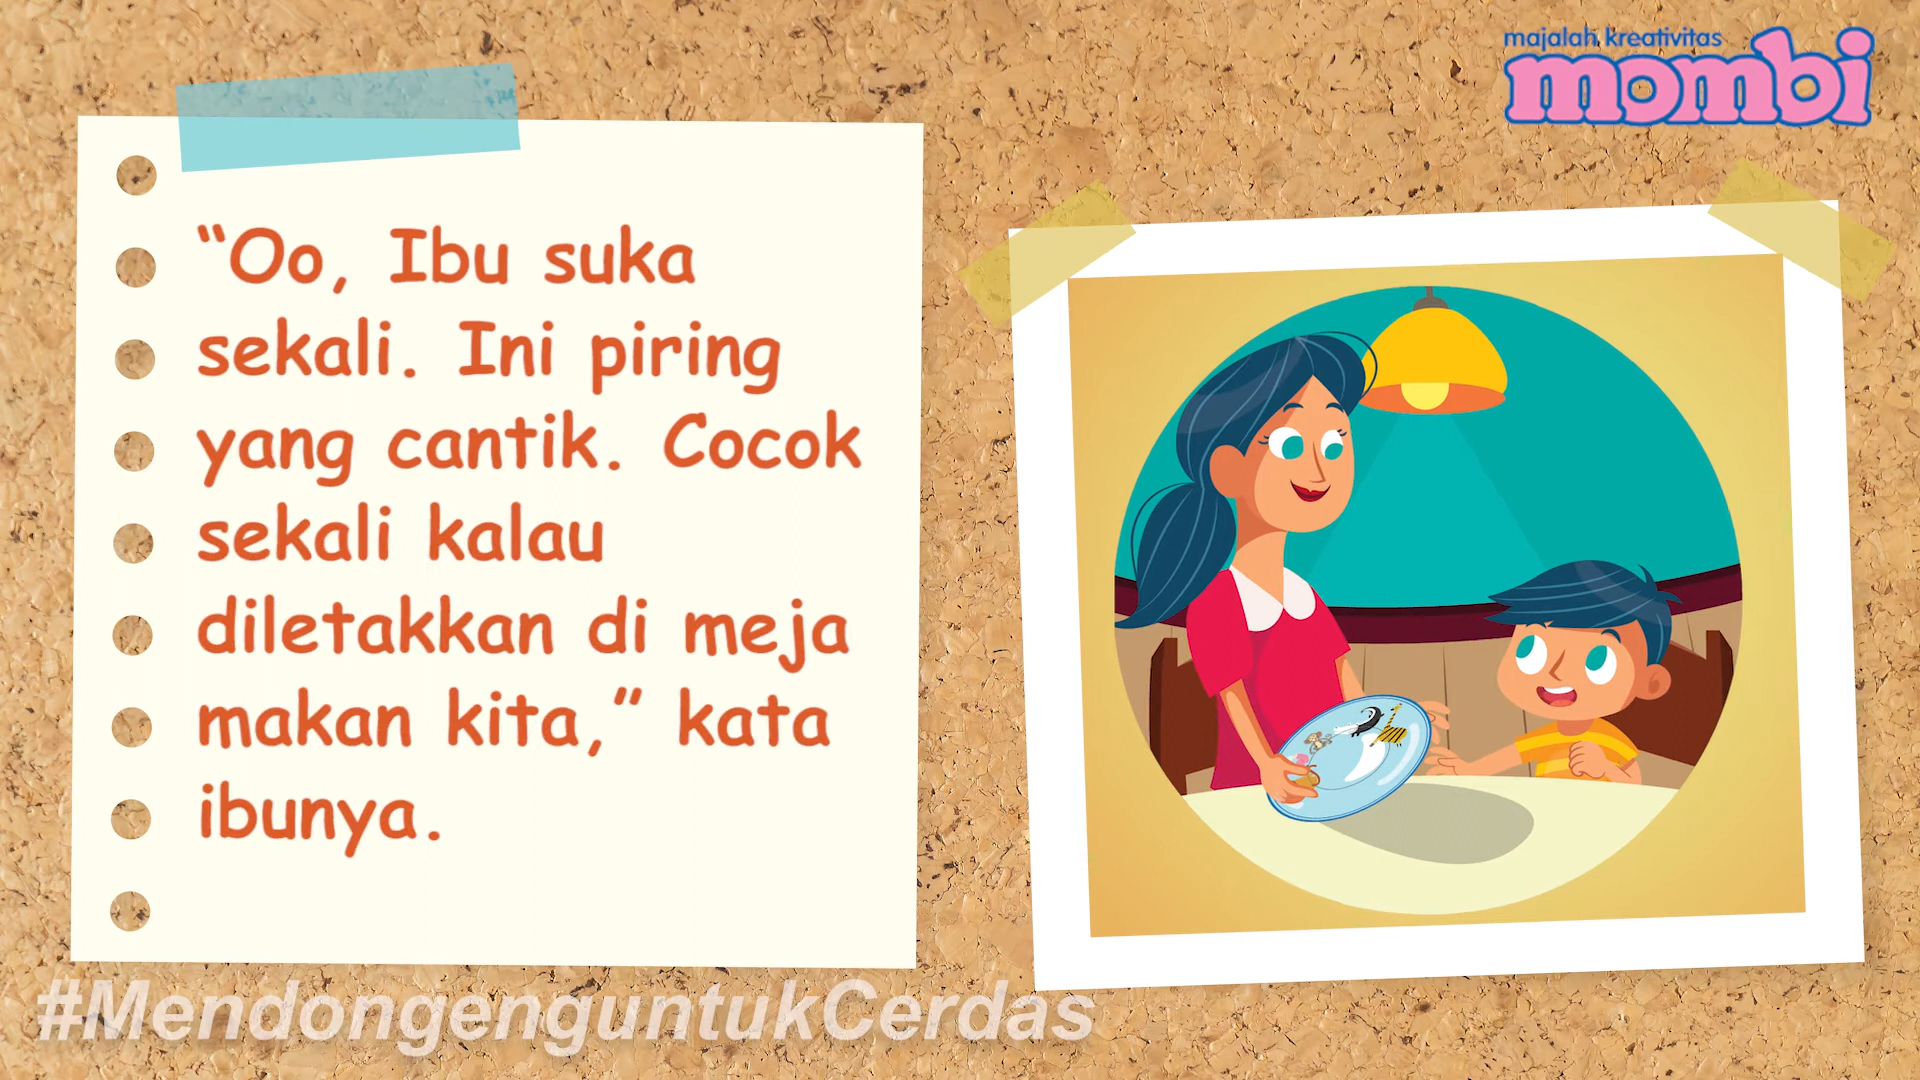 majalah kreativitas
mombi
“Oo, Ibu suka
sekali. Ini piring
yang cantik. Cocok
sekali kalau
diletakkan di meja
makan kita,” kata
ibunya.
#MendongenguntukCerdas